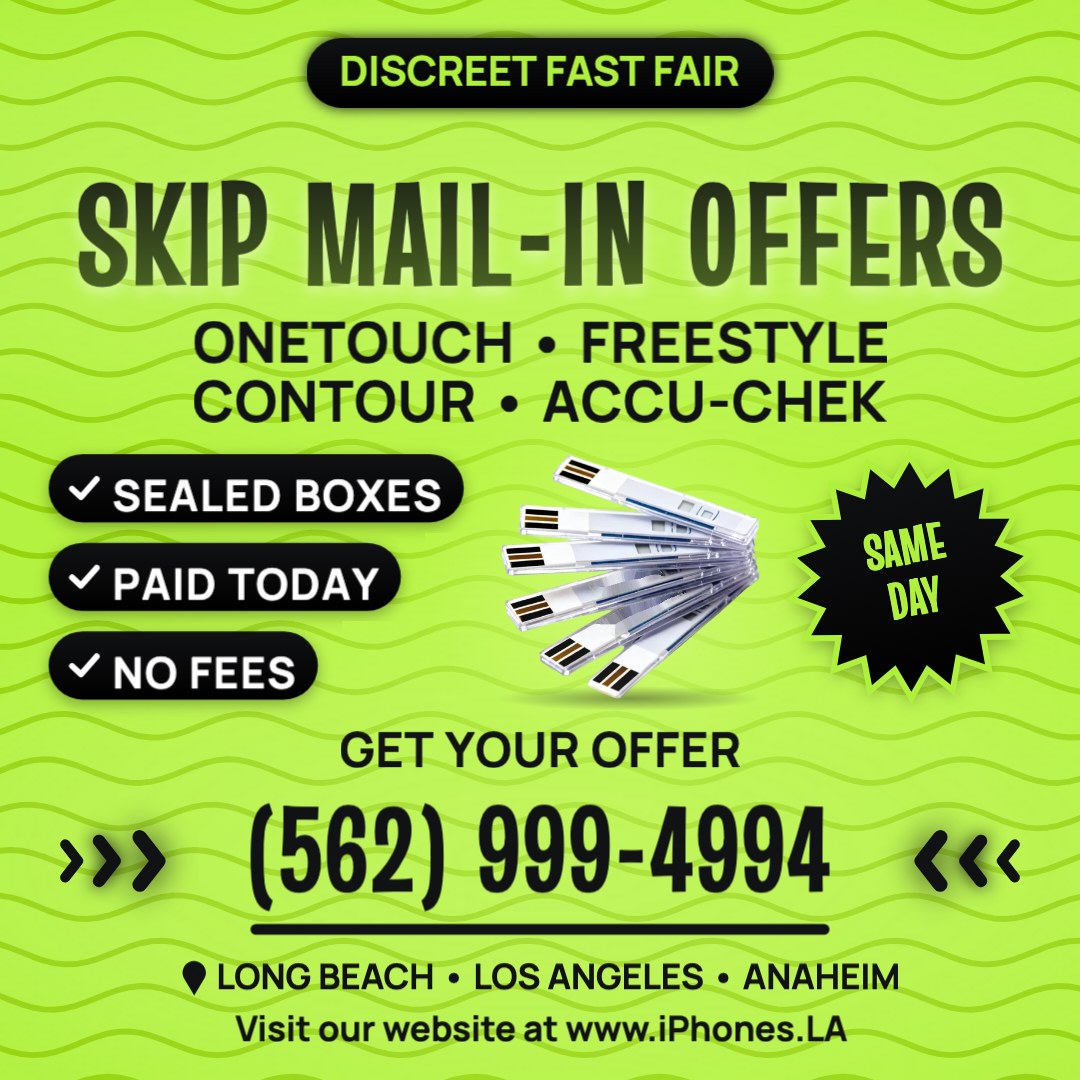 DISCREET FAST FAIR
SKIP MAIL-IN OFFERS
ONETOUCH • FREESTYLE
CONTOUR • ACCU-CHEK
✓ SEALED BOXES
✓ PAID TODAY
✓ NO FEES
SAME
DAY
GET YOUR OFFER
(562) 999-4994
LONG BEACH • LOS ANGELES • ANAHEIM
Visit our website at www.iPhones.LA